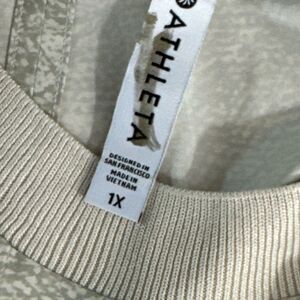 ATHLETA
DESIGNED IN
SAN FRANCISCO
MADE IN
VIETNAM
1X